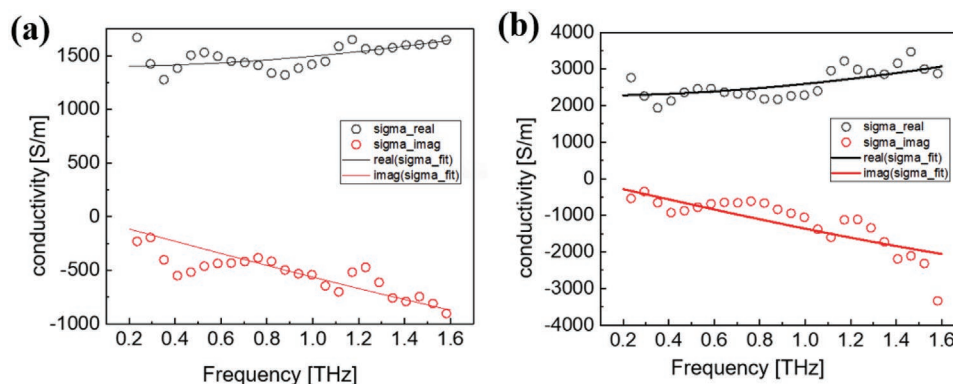 (a)
1500
1000
500
0
-500
-1000
conductivity [S/m]
sigma_real
sigma_imag
real(sigma_fit)
imag(sigma_fit)
0.2 0.4 0.6 0.8 1.0 1.2 1.4 1.6
Frequency [THz]
(b)
4000
3000
2000
1000
0
-1000
-2000
-3000
-4000
conductivity [S/m]
sigma_real
sigma_imag
real(sigma_fit)
imag(sigma_fit)
0.2 0.4 0.6 0.8 1.0 1.2 1.4 1.6
Frequency [THz]